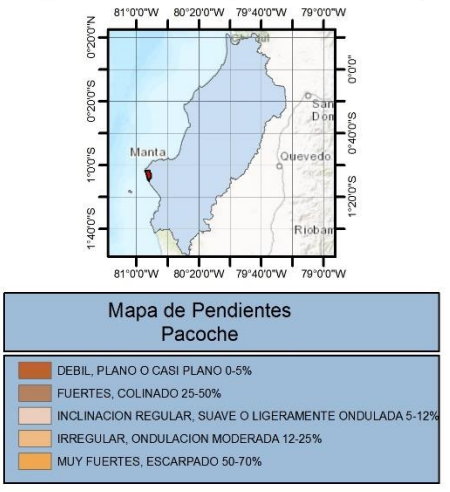 81°0'0"W 80°20'0"W 79°40'0"W 79°0'0"W
0°20'0"N
0°0'0"
0°20'0"S
San
Dom
0°40'0"S
Manta
Quevedo
1°0'0"S
1°20'0"S
Riobam
1°40'0"S
81°0'0"W 80°20'0"W 79°40'0"W 79°0'0"W
Mapa de Pendientes
Pacoche
DEBIL, PLANO O CASI PLANO 0-5%
FUERTES, COLINADO 25-50%
INCLINACION REGULAR, SUAVE O LIGERAMENTE ONDULADA 5-12%
IRREGULAR, ONDULACION MODERADA 12-25%
MUY FUERTES, ESCARPADO 50-70%